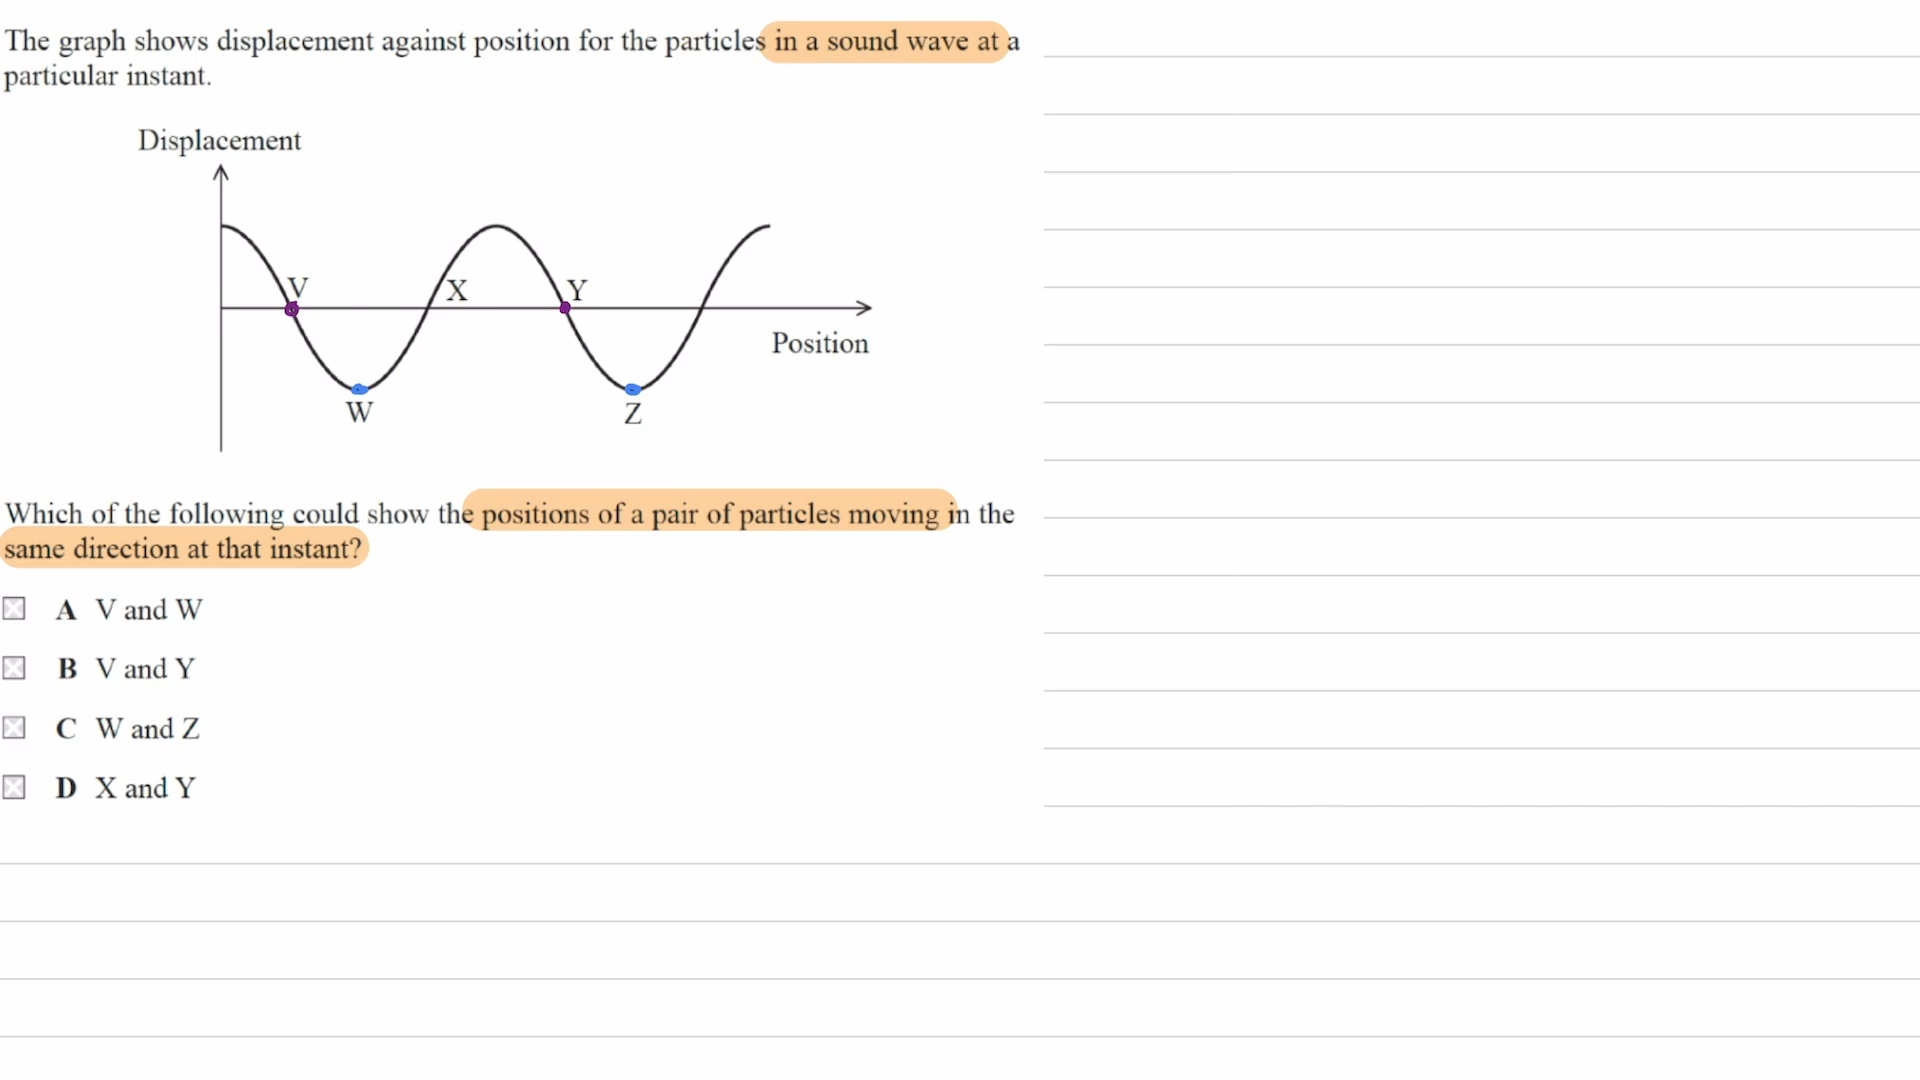 The graph shows displacement against position for the particles in a sound wave at a
particular instant.
Displacement
V
X
Y
Position
W
Z
Which of the following could show the positions of a pair of particles moving in the
same direction at that instant?
A V and W
B V and Y
C W and Z
D X and Y